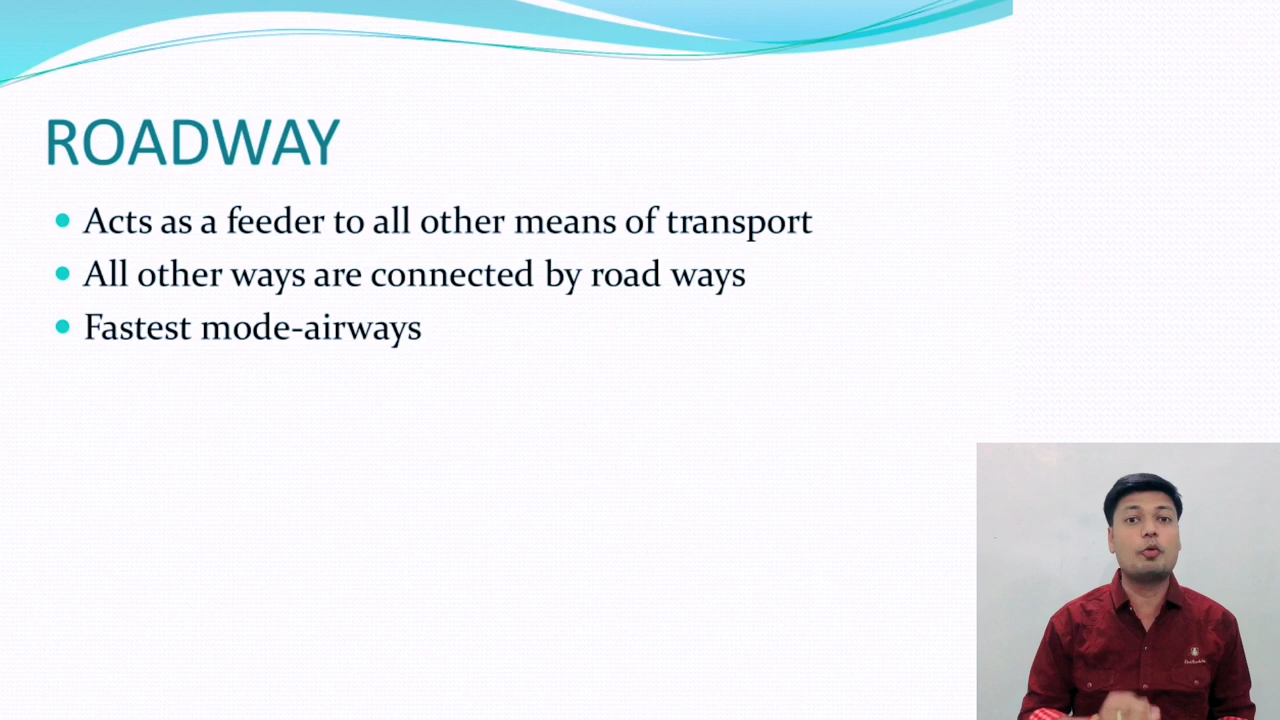 ROADWAY
Acts as a feeder to all other means of transport
All other ways are connected by road ways
Fastest mode-airways